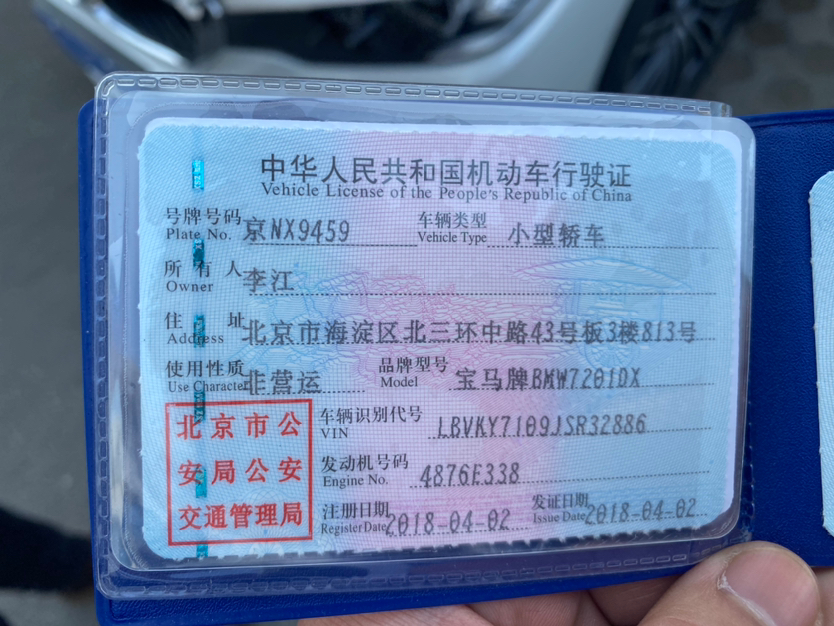 中华人民共和国机动车行驶证
Vehicle License of the People's Republic of China
号牌号码 京NX9459 车辆类型 小型轿车
Plate No. Vehicle Type
所有人 李江
Owner
住址 北京市海淀区北三环中路43号板3楼813号
Address
使用性质 非营运 品牌型号 宝马牌BMW7201DX
Use Character Model
北京市公
安局公安
交通管理局
车辆识别代号 LBVKY7109JSR32886
VIN
发动机号码 4876E338
Engine No.
注册日期 2018-04-02 发证日期 2018-04-02
Register Date Issue Date